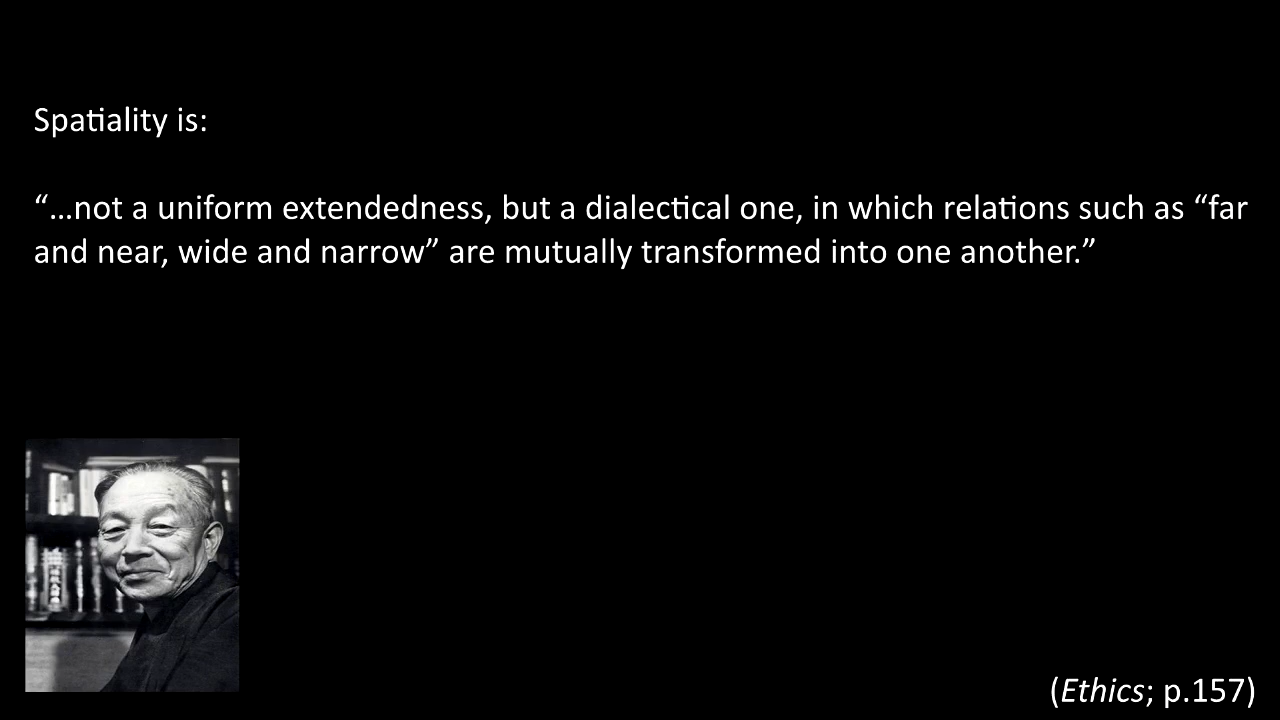 Spatiality is:
“…not a uniform extendedness, but a dialectical one, in which relations such as “far
and near, wide and narrow” are mutually transformed into one another.”
(Ethics; p.157)